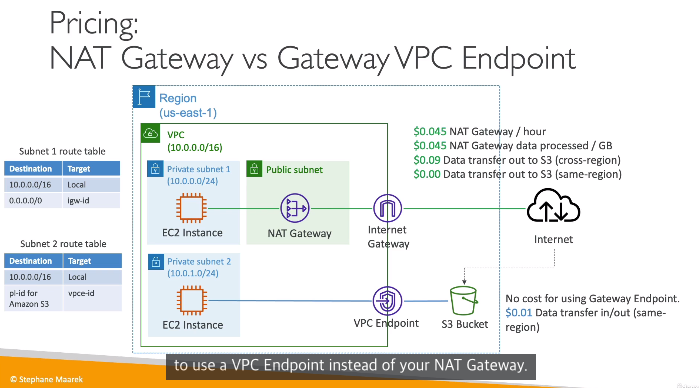 Pricing:
NAT Gateway vs Gateway VPC Endpoint
Region
(us-east-1)
VPC
(10.0.0.0/16)
$0.045 NAT Gateway / hour
$0.045 NAT Gateway data processed / GB
$0.09 Data transfer out to S3 (cross-region)
$0.00 Data transfer out to S3 (same-region)
Subnet 1 route table
Destination Target
10.0.0.0/16 Local
0.0.0.0/0 igw-id
Private subnet 1
(10.0.0.0/24)
Public subnet
EC2 Instance
NAT Gateway
Internet
Gateway
Internet
Subnet 2 route table
Destination Target
10.0.0.0/16 Local
pl-id for
Amazon S3 vpce-id
Private subnet 2
(10.0.1.0/24)
EC2 Instance
VPC Endpoint
S3 Bucket
No cost for using Gateway Endpoint.
$0.01 Data transfer in/out (same-
region)
to use a VPC Endpoint instead of your NAT Gateway.
© Stephane Maarek